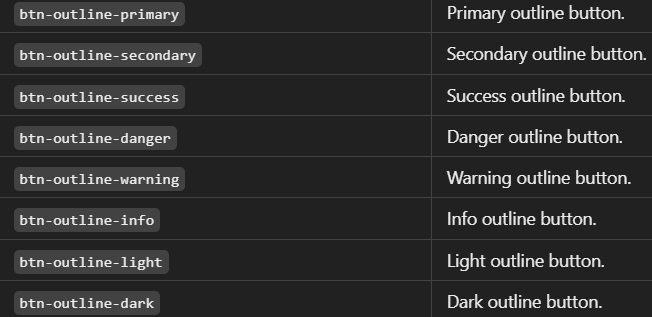 btn-outline-primary Primary outline button.
btn-outline-secondary Secondary outline button.
btn-outline-success Success outline button.
btn-outline-danger Danger outline button.
btn-outline-warning Warning outline button.
btn-outline-info Info outline button.
btn-outline-light Light outline button.
btn-outline-dark Dark outline button.